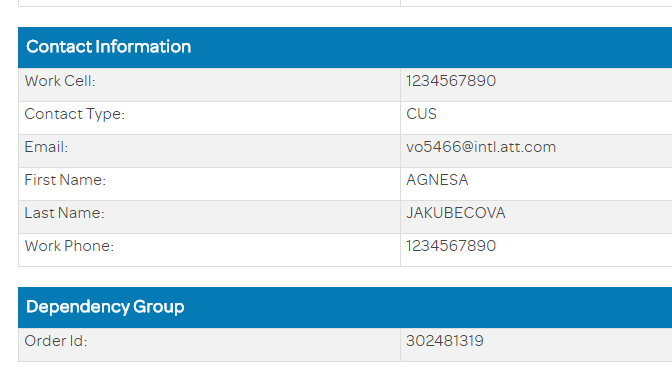 Contact Information
Work Cell: 1234567890
Contact Type: CUS
Email: vo5466@intl.att.com
First Name: AGNESA
Last Name: JAKUBECOVA
Work Phone: 1234567890
Dependency Group
Order Id: 302481319